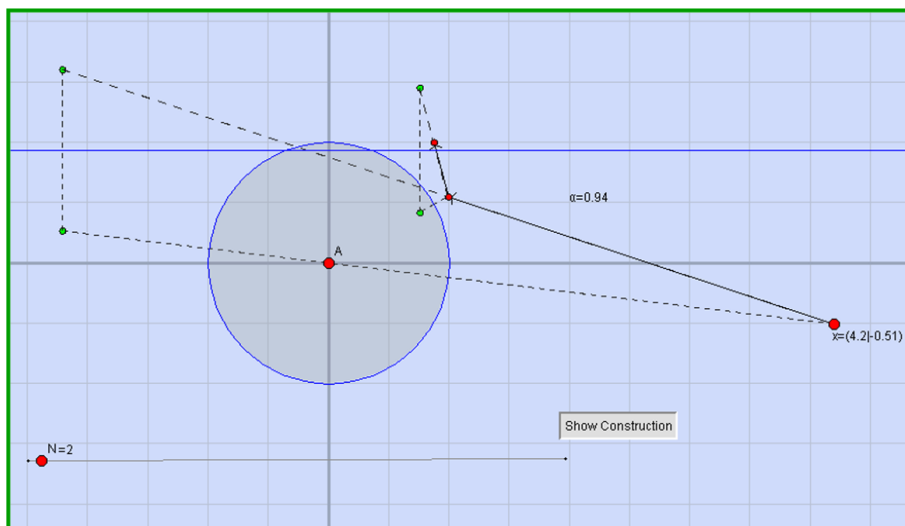 A
α=0.94
x=(4.2|-0.51)
Show Construction
N=2